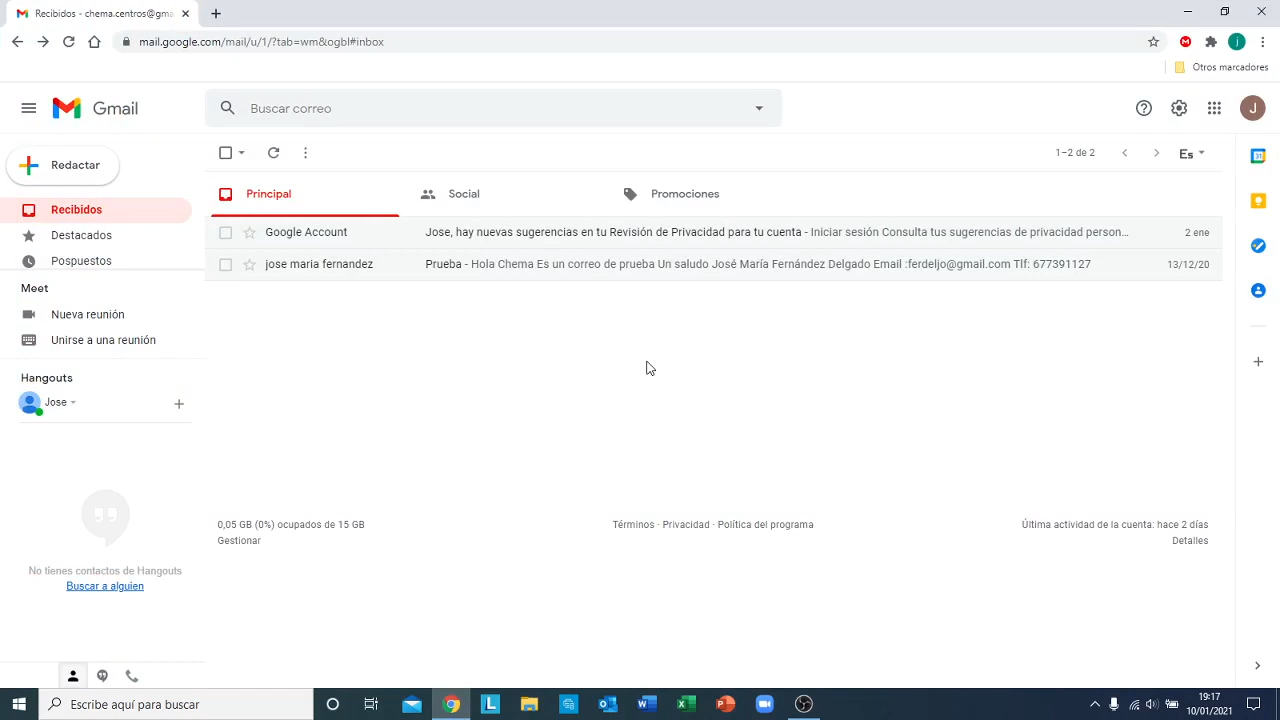 Recibidos - chema.centros@gma
mail.google.com/mail/u/1/?tab=wm&ogbl#inbox
Otros marcadores
Gmail
Buscar correo
J
Redactar
1–2 de 2
Es
Recibidos
Principal
Social
Promociones
Destacados
Google Account Jose, hay nuevas sugerencias en tu Revisión de Privacidad para tu cuenta - Iniciar sesión Consulta tus sugerencias de privacidad person… 2 ene
Pospuestos
jose maria fernandez Prueba - Hola Chema Es un correo de prueba Un saludo José María Fernández Delgado Email :ferdeljo@gmail.com Tlf: 677391127 13/12/20
Meet
Nueva reunión
Unirse a una reunión
Hangouts
Jose
0,05 GB (0%) ocupados de 15 GB
Gestionar
Términos · Privacidad · Política del programa
Última actividad de la cuenta: hace 2 días
Detalles
No tienes contactos de Hangouts
Buscar a alguien
Escribe aquí para buscar
19:17
10/01/2021